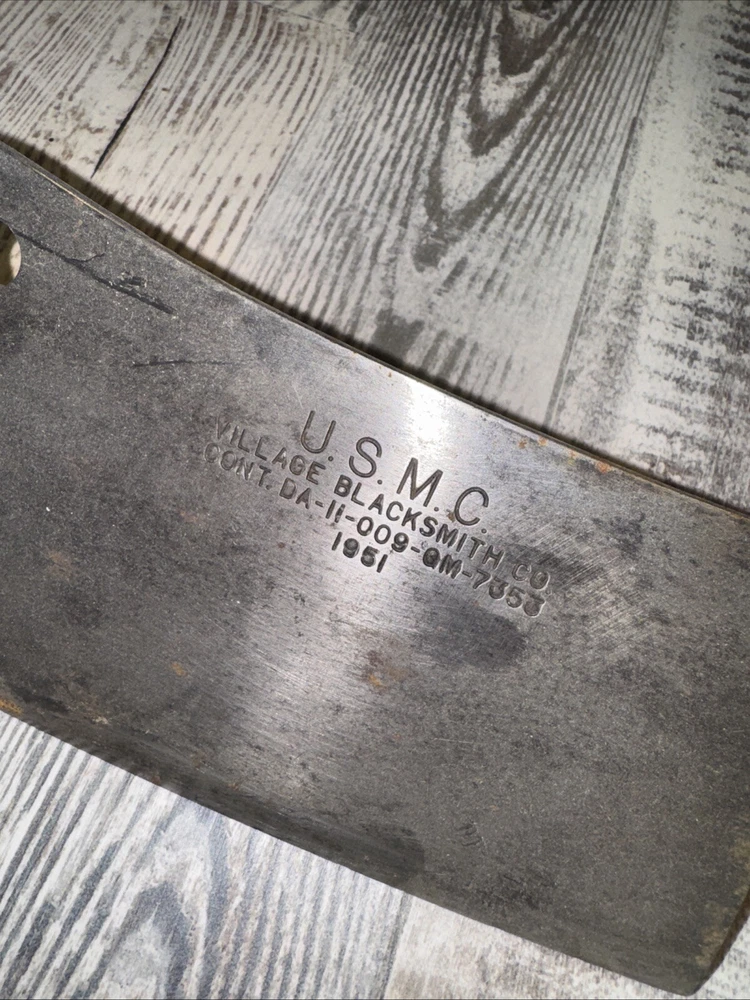 U.S.M.C.
VILLAGE BLACKSMITH CO
CONT. DA-11-009-QM-7353
1951